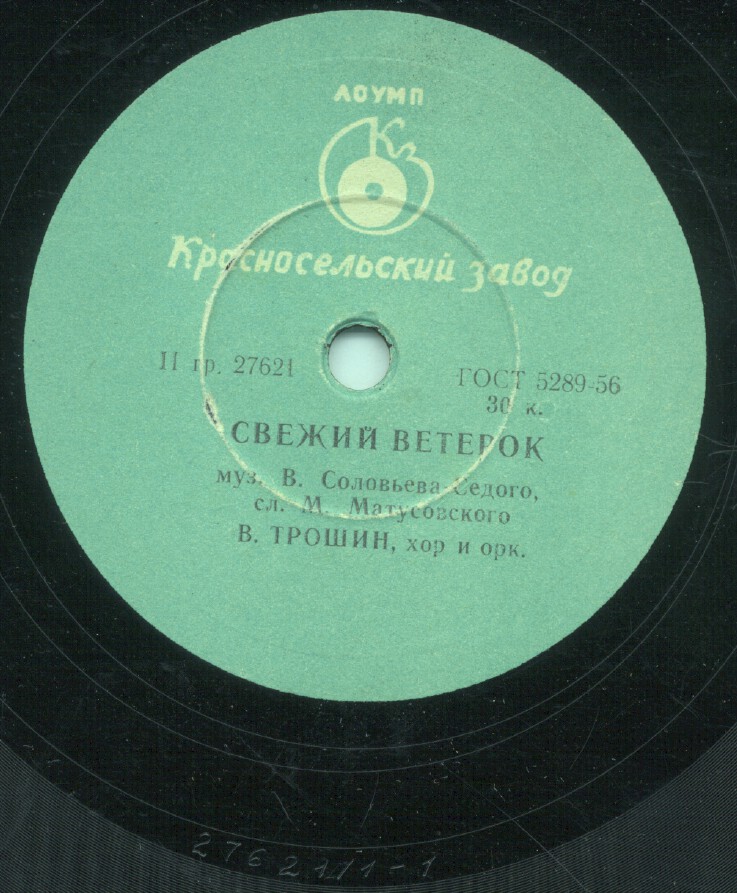 ЛОУМП
Кз
Красносельский завод
II гр. 27621
ГОСТ 5289-56
30 к.
СВЕЖИЙ ВЕТЕРОК
муз. В. Соловьева-Седого,
сл. М. Матусовского
В. ТРОШИН, хор и орк.
27621/1-1